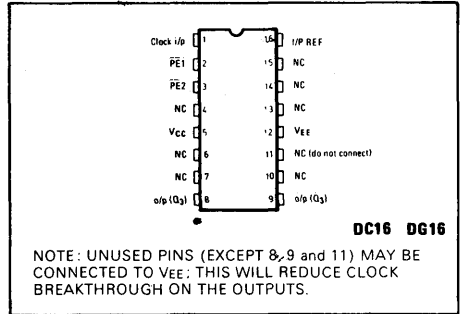 Clock i/p 1 16 I/P REF
PE1 2 15 NC
PE2 3 14 NC
NC 4 13 NC
VCC 5 12 VEE
NC 6 11 NC (do not connect)
NC 7 10 NC
o/p (Q3) 8 9 o/p (Q3)
DC16 DG16
NOTE: UNUSED PINS (EXCEPT 8, 9 and 11) MAY BE
CONNECTED TO VEE; THIS WILL REDUCE CLOCK
BREAKTHROUGH ON THE OUTPUTS.